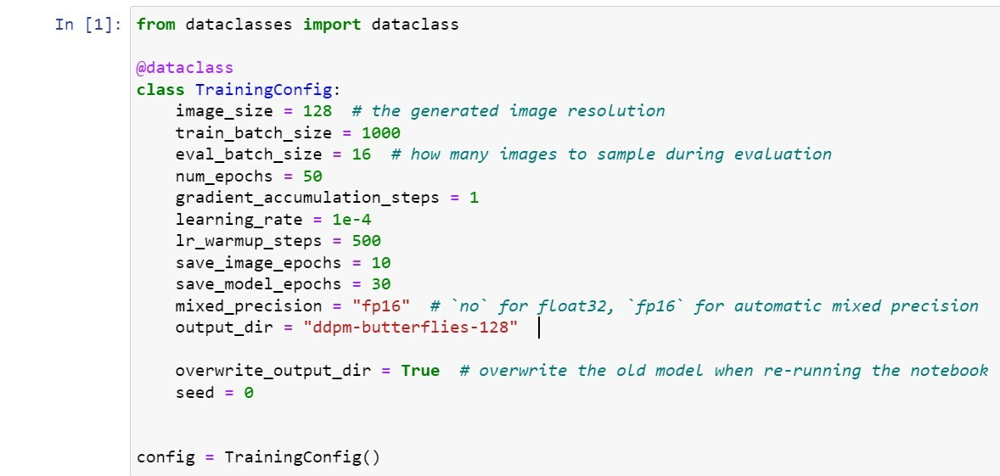 In [1]: from dataclasses import dataclass
@dataclass
class TrainingConfig:
image_size = 128  # the generated image resolution
train_batch_size = 1000
eval_batch_size = 16  # how many images to sample during evaluation
num_epochs = 50
gradient_accumulation_steps = 1
learning_rate = 1e-4
lr_warmup_steps = 500
save_image_epochs = 10
save_model_epochs = 30
mixed_precision = "fp16"  # `no` for float32, `fp16` for automatic mixed precision
output_dir = "ddpm-butterflies-128"
overwrite_output_dir = True  # overwrite the old model when re-running the notebook
seed = 0
config = TrainingConfig()